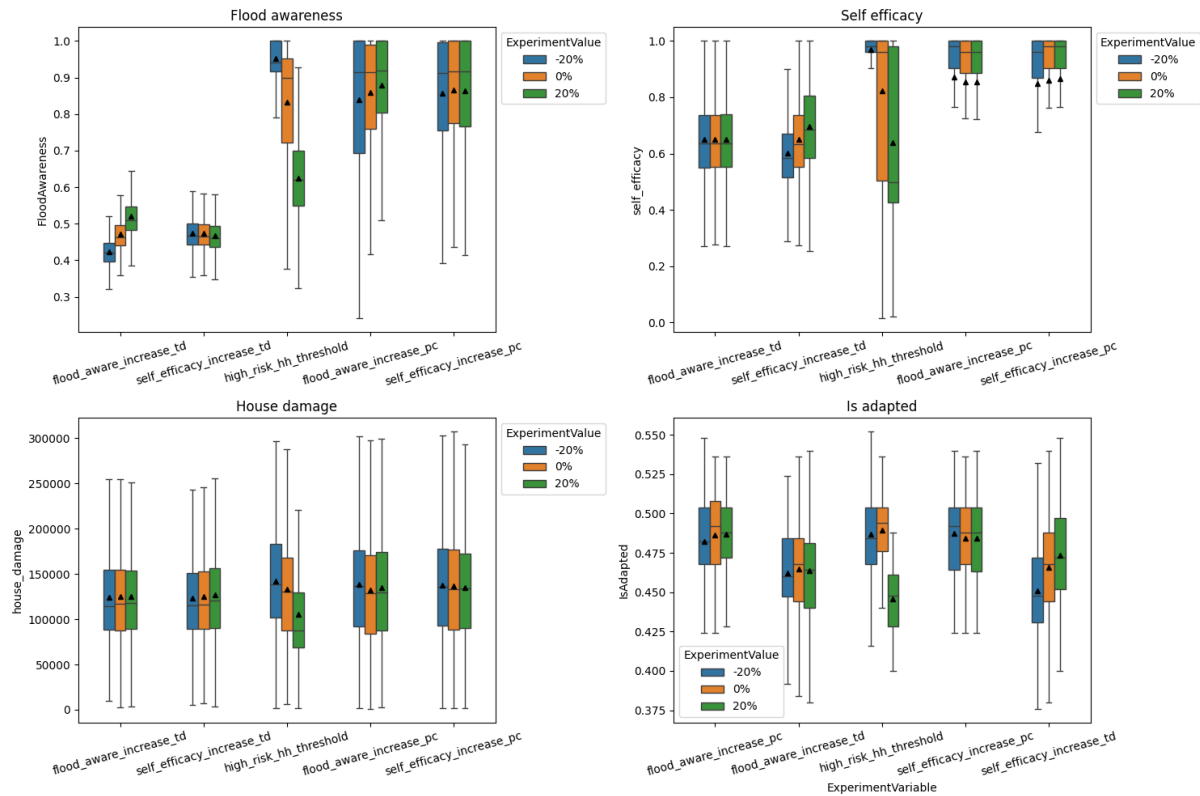 Flood awareness
FloodAwareness
1.0
0.9
0.8
0.7
0.6
0.5
0.4
0.3
flood_aware_increase_td
self_efficacy_increase_td
high_risk_hh_threshold
flood_aware_increase_pc
self_efficacy_increase_pc
ExperimentValue
-20%
0%
20%
Self efficacy
self_efficacy
1.0
0.8
0.6
0.4
0.2
0.0
flood_aware_increase_td
self_efficacy_increase_td
high_risk_hh_threshold
flood_aware_increase_pc
self_efficacy_increase_pc
ExperimentValue
-20%
0%
20%
House damage
house_damage
300000
250000
200000
150000
100000
50000
0
flood_aware_increase_td
self_efficacy_increase_td
high_risk_hh_threshold
flood_aware_increase_pc
self_efficacy_increase_pc
ExperimentValue
-20%
0%
20%
Is adapted
IsAdapted
0.550
0.525
0.500
0.475
0.450
0.425
0.400
0.375
ExperimentValue
-20%
0%
20%
flood_aware_increase_pc
flood_aware_increase_td
high_risk_hh_threshold
self_efficacy_increase_pc
self_efficacy_increase_td
ExperimentVariable